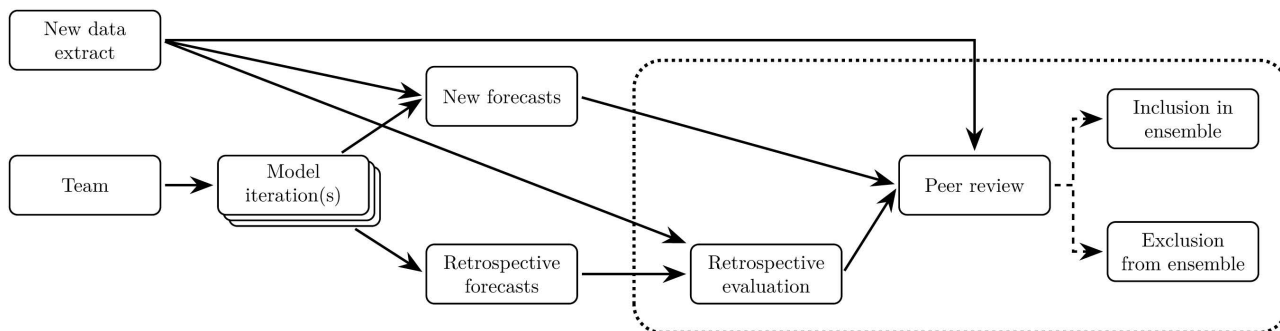 New data
extract
New forecasts
Inclusion in
ensemble
Team
Model
iteration(s)
Peer review
Retrospective
forecasts
Retrospective
evaluation
Exclusion
from ensemble